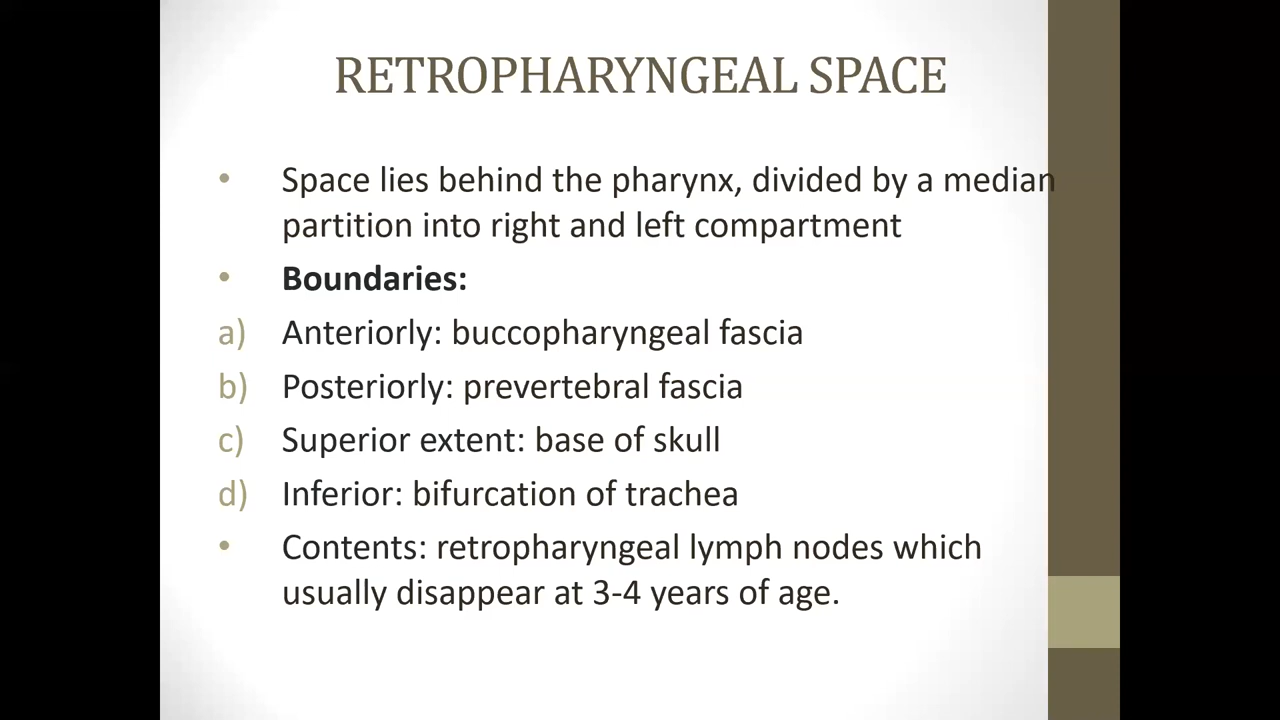 RETROPHARYNGEAL SPACE
• Space lies behind the pharynx, divided by a median
partition into right and left compartment
• Boundaries:
a) Anteriorly: buccopharyngeal fascia
b) Posteriorly: prevertebral fascia
c) Superior extent: base of skull
d) Inferior: bifurcation of trachea
• Contents: retropharyngeal lymph nodes which
usually disappear at 3-4 years of age.